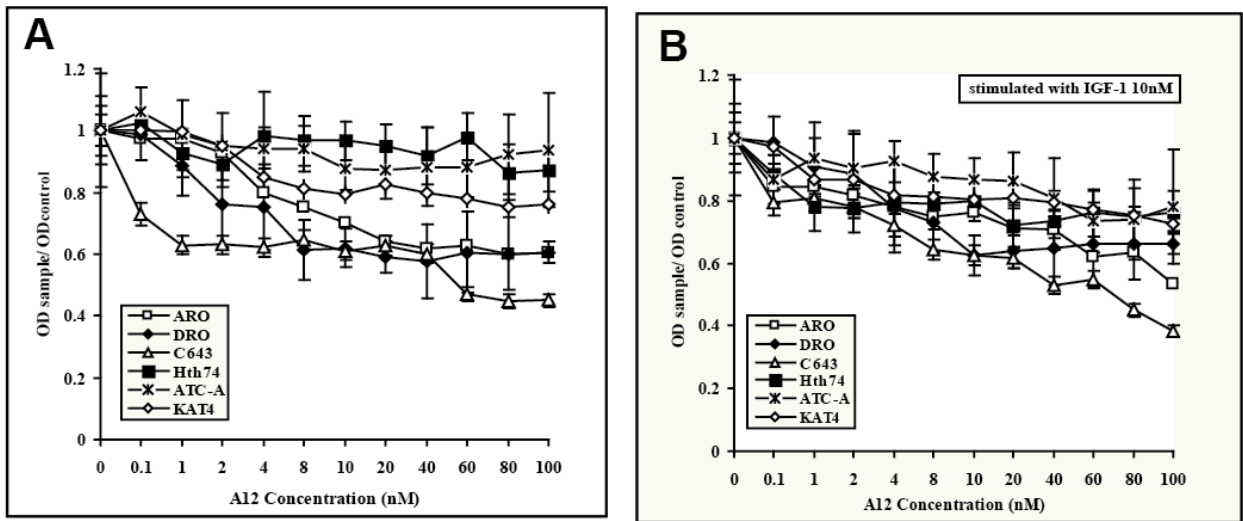 A
1.2
1
0.8
0.6
0.4
0.2
0
OD sample/ ODcontrol
ARO
DRO
C643
Hth74
ATC-A
KAT4
0 0.1 1 2 4 8 10 20 40 60 80 100
A12 Concentration (nM)
B
1.2
1
0.8
0.6
0.4
0.2
0
OD sample/ OD control
stimulated with IGF-1 10nM
ARO
DRO
C643
Hth74
ATC-A
KAT4
0 0.1 1 2 4 8 10 20 40 60 80 100
A12 Concentration (nM)